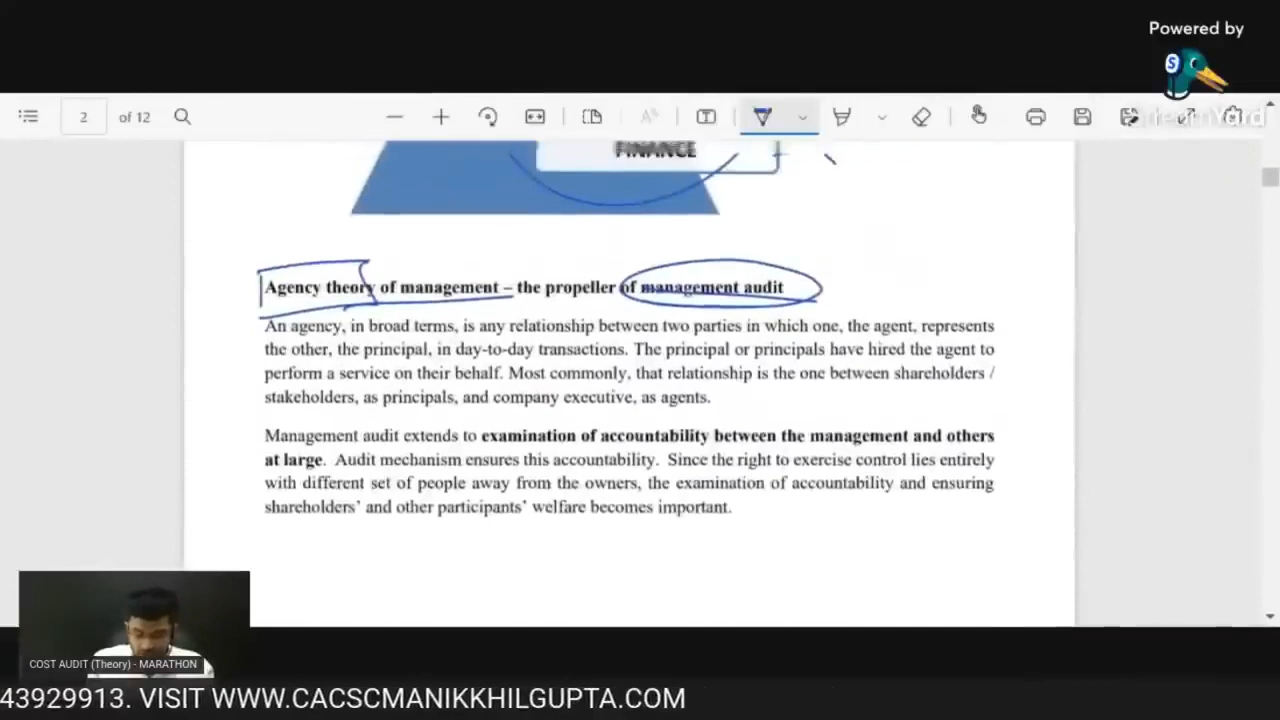 Powered by
S
2 of 12
FINANCE
Agency theory of management – the propeller of management audit
An agency, in broad terms, is any relationship between two parties in which one, the agent, represents
the other, the principal, in day-to-day transactions. The principal or principals have hired the agent to
perform a service on their behalf. Most commonly, that relationship is the one between shareholders /
stakeholders, as principals, and company executive, as agents.
Management audit extends to examination of accountability between the management and others
at large. Audit mechanism ensures this accountability. Since the right to exercise control lies entirely
with different set of people away from the owners, the examination of accountability and ensuring
shareholders’ and other participants’ welfare becomes important.
COST AUDIT (Theory) - MARATHON
43929913. VISIT WWW.CACSCMANIKKHILGUPTA.COM